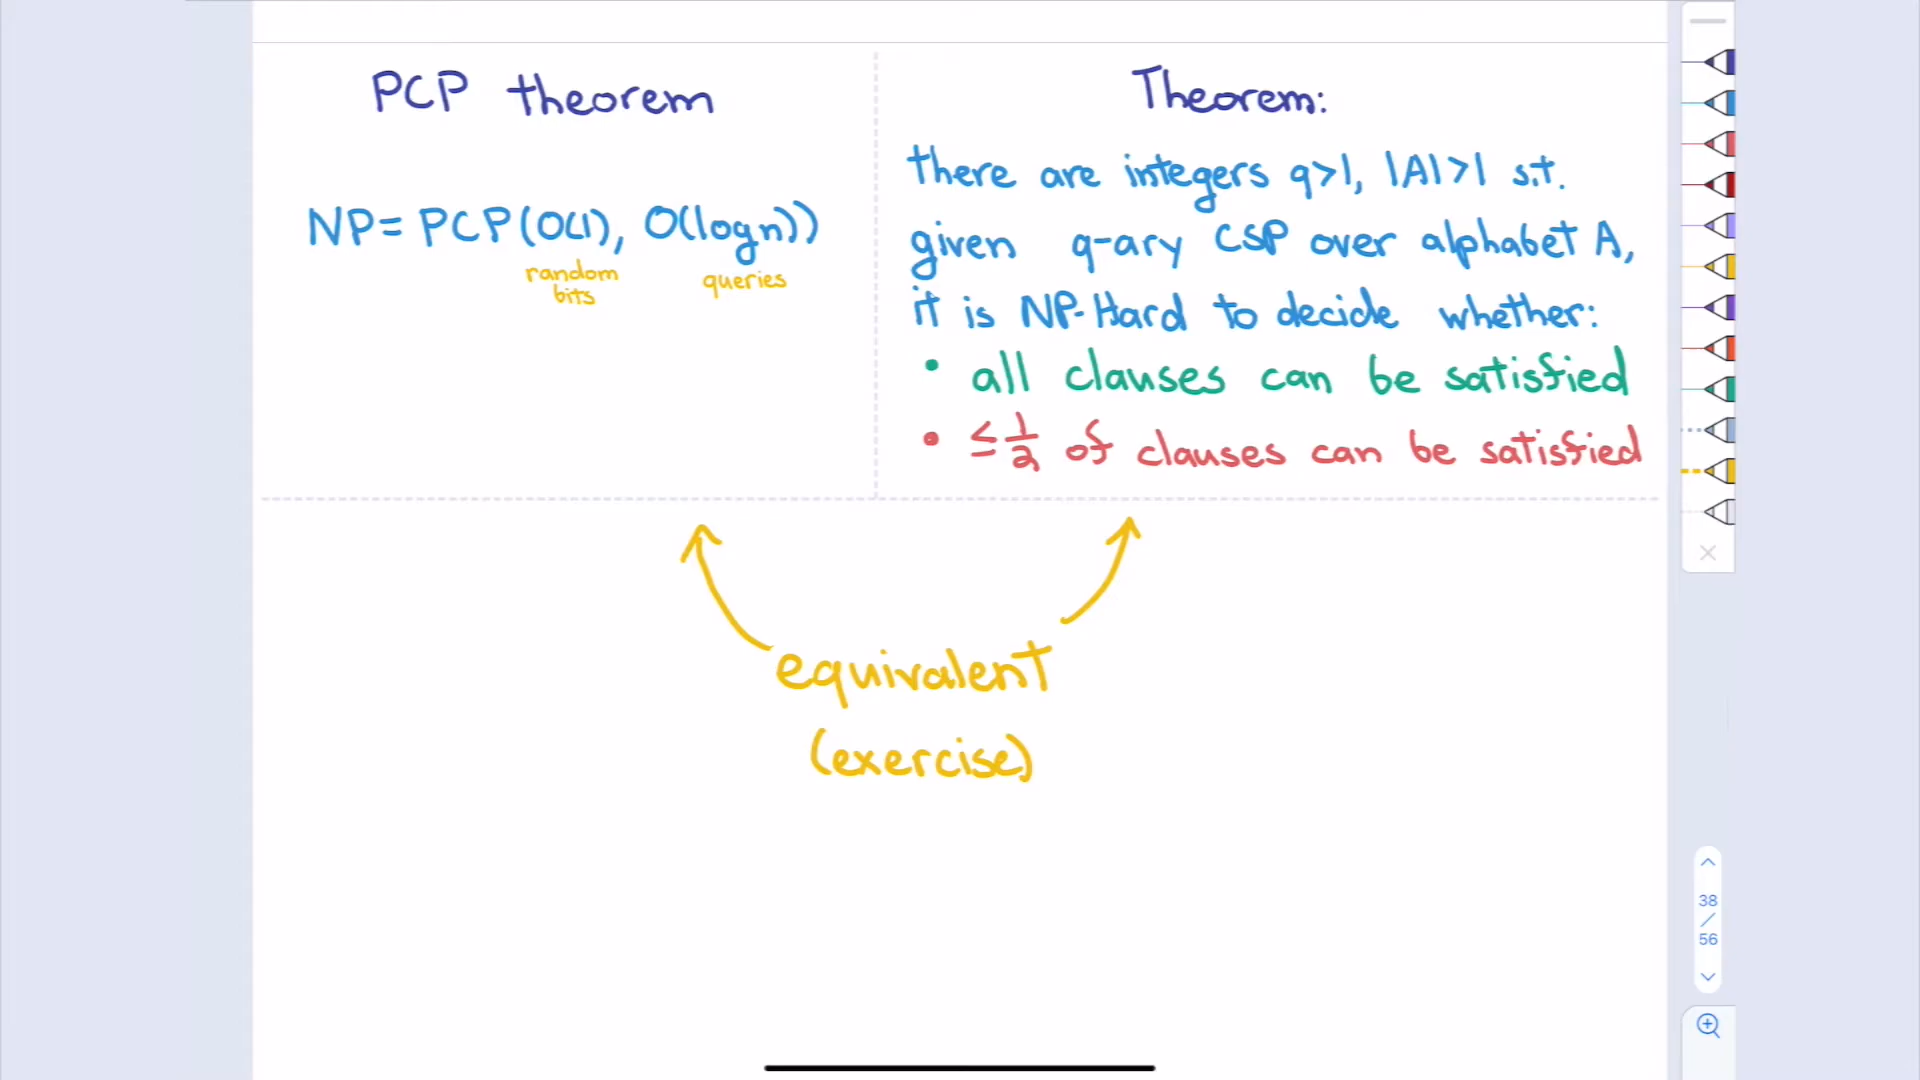 PCP theorem
NP= PCP(O(1), O(logn))
random
bits
queries
Theorem:
there are integers q>1, |A|>1 s.t.
given q-ary CSP over alphabet A,
it is NP-Hard to decide whether:
• all clauses can be satisfied
• ≤ 1/2 of clauses can be satisfied
equivalent
(exercise)
38
/
56